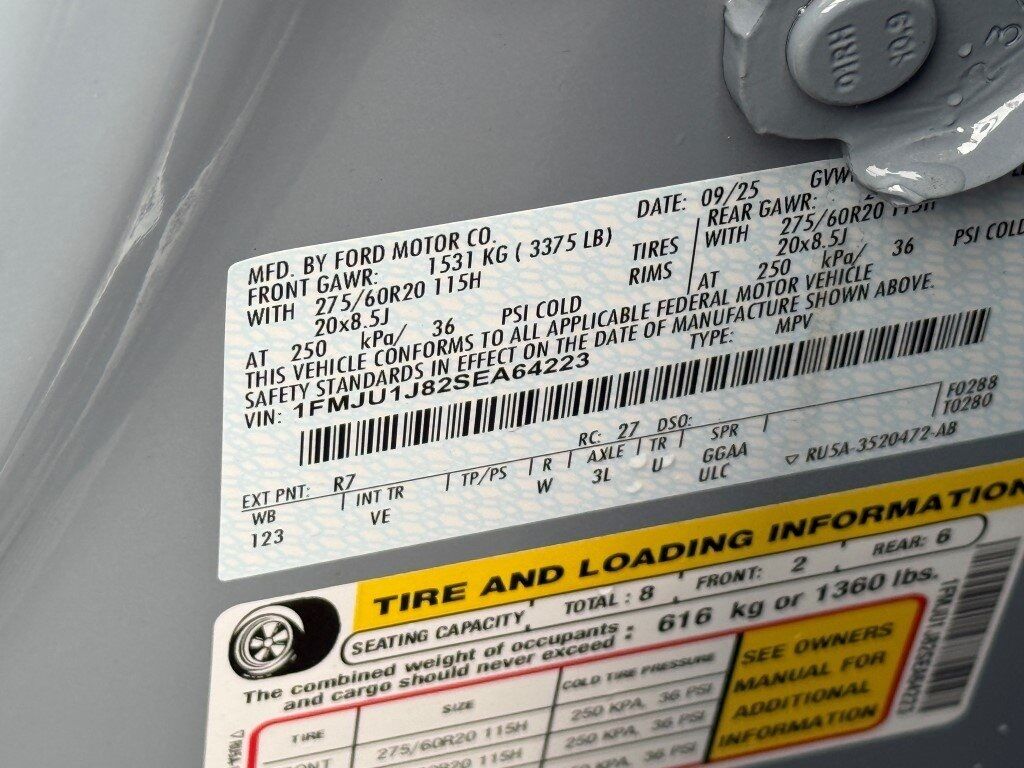 OIRH
K09
DATE: 09/25
MFD. BY FORD MOTOR CO.
FRONT GAWR: 1531 KG ( 3375 LB)
WITH 275/60R20 115H TIRES
20x8.5J RIMS
AT 250 kPa/ 36 PSI COLD
REAR GAWR:
WITH 275/60R20 115H
20x8.5J
AT 250 kPa/ 36 PSI COLD
THIS VEHICLE CONFORMS TO ALL APPLICABLE FEDERAL MOTOR VEHICLE
SAFETY STANDARDS IN EFFECT ON THE DATE OF MANUFACTURE SHOWN ABOVE.
VIN: 1FMJU1J82SEA64223 TYPE: MPV
F0288
T0280
EXT PNT: R7 RC: 27 DSO:
WB INT TR TP/PS R AXLE TR SPR
123 VE W 3L U GGAA
ULC
RU5A-3520472-AB
TIRE AND LOADING INFORMATION
SEATING CAPACITY TOTAL : 8 FRONT: 2 REAR: 6
The combined weight of occupants
and cargo should never exceed : 616 kg or 1360 lbs.
TIRE SIZE COLD TIRE PRESSURE
275/60R20 115H 250 KPA, 36 PSI
250 KPA, 36 PSI
SEE OWNERS
MANUAL FOR
ADDITIONAL
INFORMATION
1FMJU1J82SEA64223